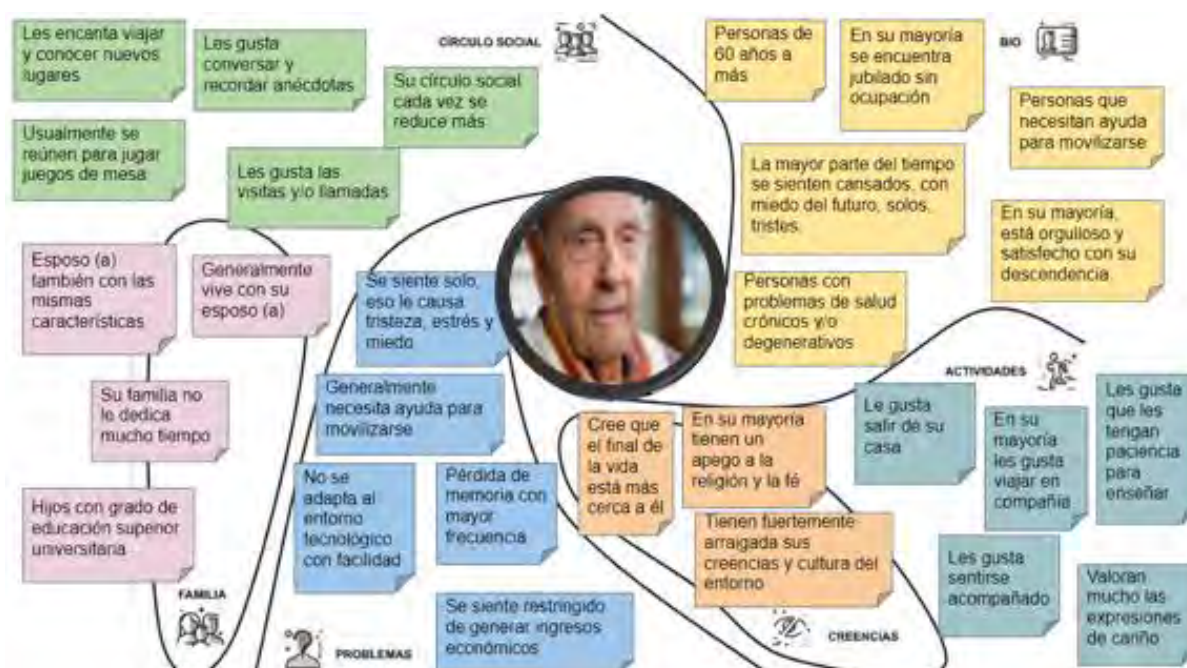 Les encanta viajar
y conocer nuevos
lugares
Les gusta
conversar y
recordar anécdotas
CÍRCULO SOCIAL
Su círculo social
cada vez se
reduce más
Usualmente se
reúnen para jugar
juegos de mesa
Les gusta las
visitas y/o llamadas
Personas de
60 años a
más
En su mayoría
se encuentra
jubilado sin
ocupación
BIO
Personas que
necesitan ayuda
para movilizarse
La mayor parte del tiempo
se sienten cansados, con
miedo del futuro, solos,
tristes.
En su mayoría,
está orgulloso y
satisfecho con su
descendencia
Personas con
problemas de salud
crónicos y/o
degenerativos
Esposo (a)
también con las
mismas
características
Generalmente
vive con su
esposo (a)
Su familia no
le dedica
mucho tiempo
Hijos con grado de
educación superior
universitaria
FAMILIA
Se siente solo,
eso le causa
tristeza, estrés y
miedo
Generalmente
necesita ayuda para
movilizarse
No se
adapta al
entorno
tecnológico
con facilidad
Pérdida de
memoria con
mayor
frecuencia
Se siente restringido
de generar ingresos
económicos
PROBLEMAS
Cree que
el final de
la vida
está más
cerca a él
En su mayoría
tienen un
apego a la
religión y la fé
Tienen fuertemente
arraigada sus
creencias y cultura del
entorno
CREENCIAS
ACTIVIDADES
Le gusta
salir de su
casa
En su
mayoría
les gusta
viajar en
compañía
Les gusta
que les
tengan
paciencia
para
enseñar
Les gusta
sentirse
acompañado
Valoran
mucho las
expresiones
de cariño